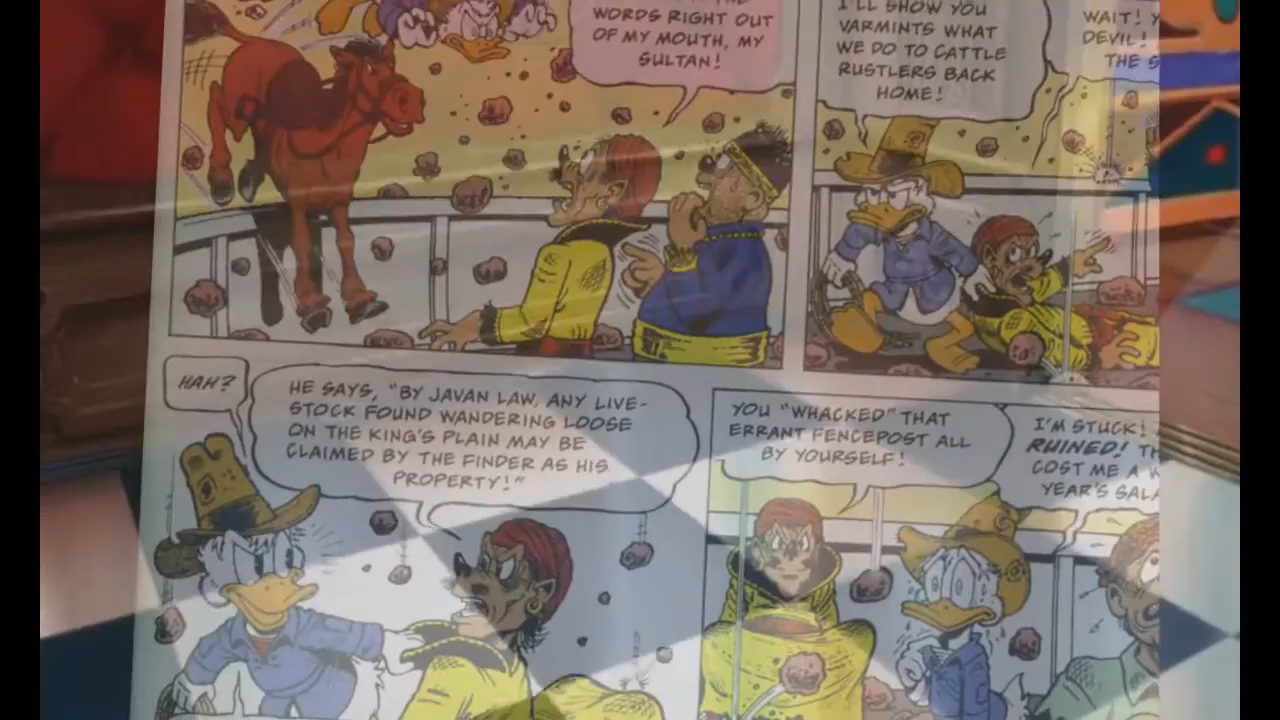 WORDS RIGHT OUT
OF MY MOUTH, MY
SULTAN!
I'LL SHOW YOU
VARMINTS WHAT
WE DO TO CATTLE
RUSTLERS BACK
HOME!
WAIT!
DEVIL!
THE
HAH?
HE SAYS, "BY JAVAN LAW, ANY LIVE-
STOCK FOUND WANDERING LOOSE
ON THE KING'S PLAIN MAY BE
CLAIMED BY THE FINDER AS HIS
PROPERTY!"
YOU "WHACKED" THAT
ERRANT FENCEPOST ALL
BY YOURSELF!
I'M STUCK!
RUINED!
COST ME A
YEAR'S